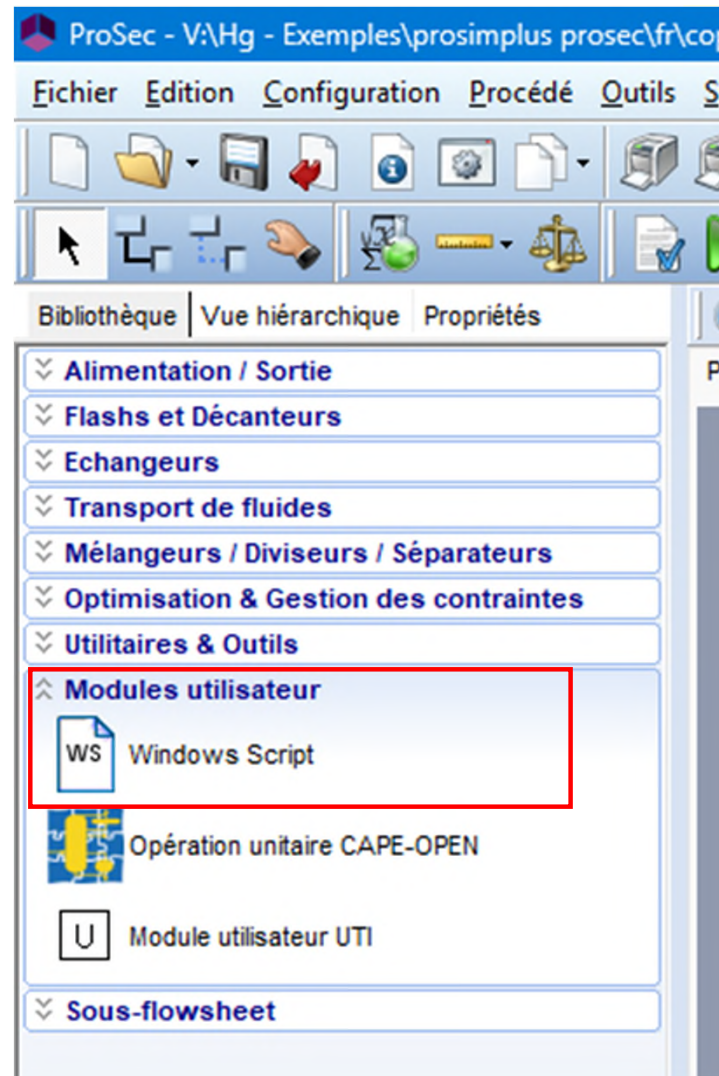 ProSec - V:\Hg - Exemples\prosimplus prosec\fr\co
Fichier Edition Configuration Procédé Outils S
Bibliothèque Vue hiérarchique Propriétés
P
Alimentation / Sortie
Flashs et Décanteurs
Echangeurs
Transport de fluides
Mélangeurs / Diviseurs / Séparateurs
Optimisation & Gestion des contraintes
Utilitaires & Outils
Modules utilisateur
WS Windows Script
Opération unitaire CAPE-OPEN
U Module utilisateur UTI
Sous-flowsheet